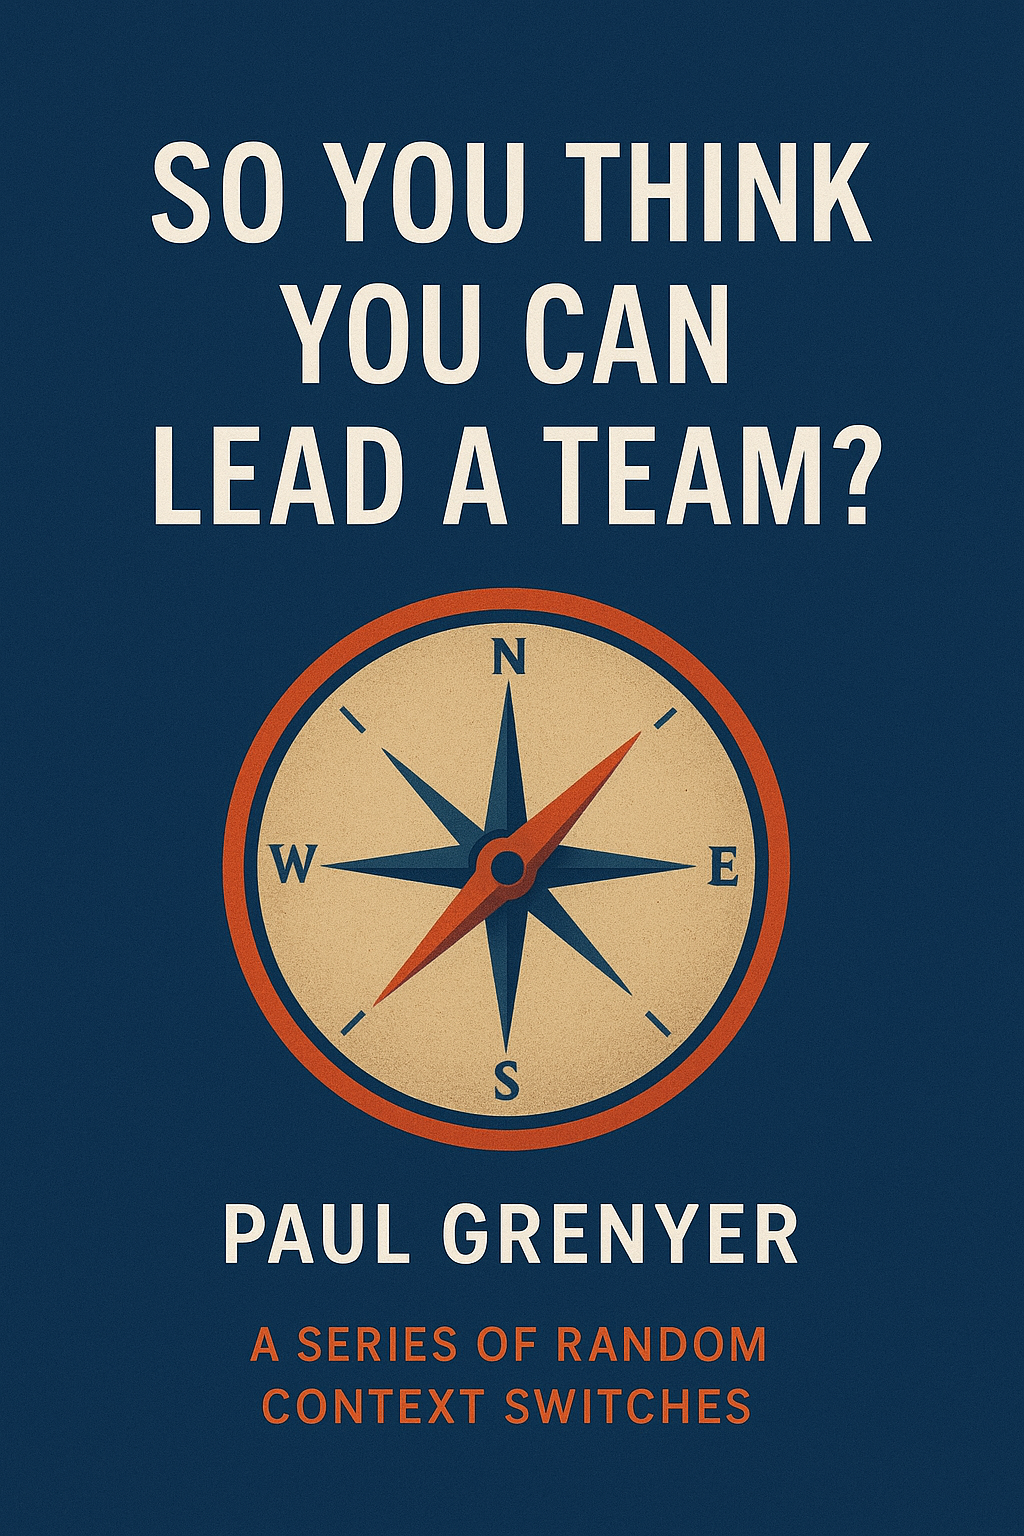 SO YOU THINK
YOU CAN
LEAD A TEAM?
N
W
E
S
PAUL GRENYER
A SERIES OF RANDOM
CONTEXT SWITCHES